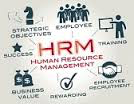 STRATEGIC
OBJECTIVES
EMPLOYEE
TRAINING
SUCCESS
HRM
HUMAN RESOURCE
MANAGEMENT
BUSINESS
VALUE
REWARDING
EMPLOYEE
RECRUITMENT